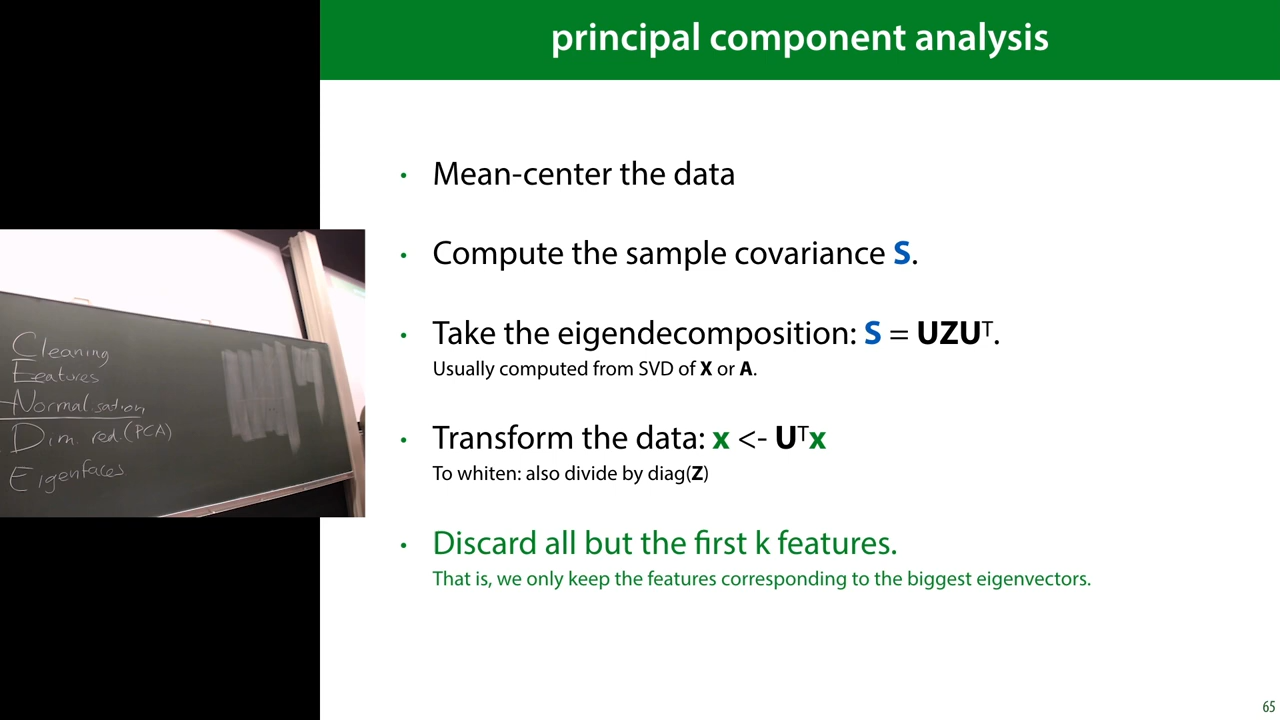 principal component analysis
• Mean-center the data
• Compute the sample covariance S.
• Take the eigendecomposition: S = UZUᵀ.
Usually computed from SVD of X or A.
• Transform the data: x <- Uᵀx
To whiten: also divide by diag(Z)
• Discard all but the first k features.
That is, we only keep the features corresponding to the biggest eigenvectors.
65
Cleaning
Features
Normalisation
Dim. red. (PCA)
Eigenfaces